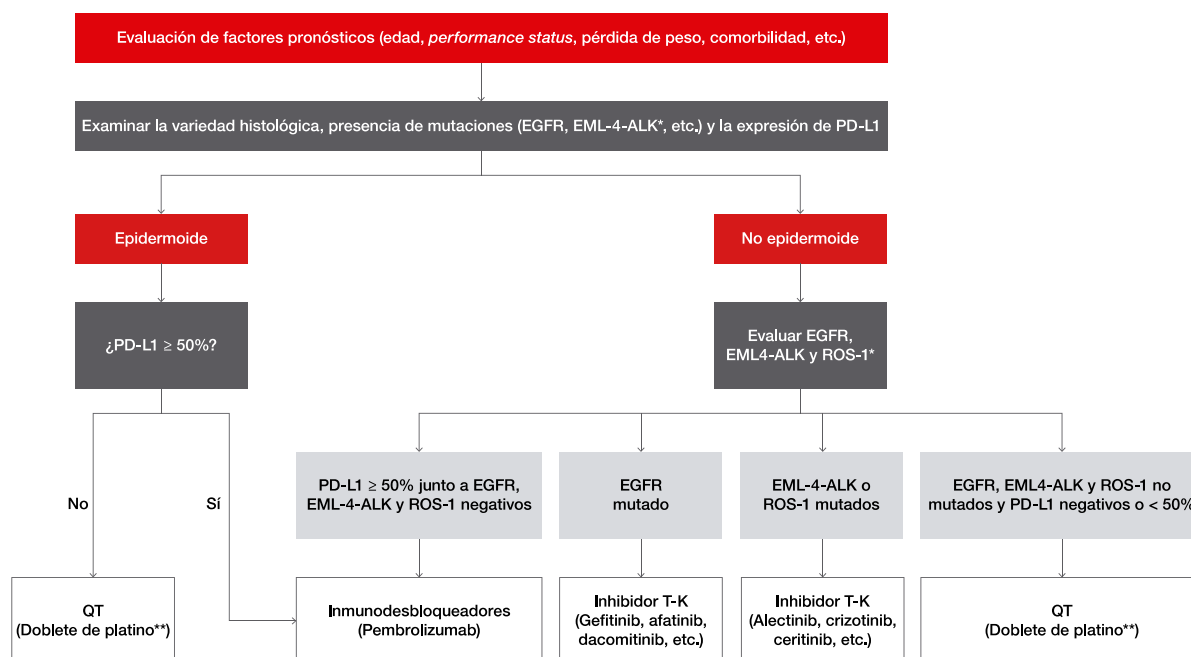 Evaluación de factores pronósticos (edad, performance status, pérdida de peso, comorbilidad, etc.)
Examinar la variedad histológica, presencia de mutaciones (EGFR, EML-4-ALK*, etc.) y la expresión de PD-L1
Epidermoide
No epidermoide
¿PD-L1 ≥ 50%?
Evaluar EGFR,
EML4-ALK y ROS-1*
No
Sí
PD-L1 ≥ 50% junto a EGFR,
EML-4-ALK y ROS-1 negativos
EGFR
mutado
EML-4-ALK o
ROS-1 mutados
EGFR, EML4-ALK y ROS-1 no
mutados y PD-L1 negativos o < 50%
QT
(Doblete de platino**)
Inmunodesbloqueadores
(Pembrolizumab)
Inhibidor T-K
(Gefitinib, afatinib,
dacomitinib, etc.)
Inhibidor T-K
(Alectinib, crizotinib,
ceritinib, etc.)
QT
(Doblete de platino**)